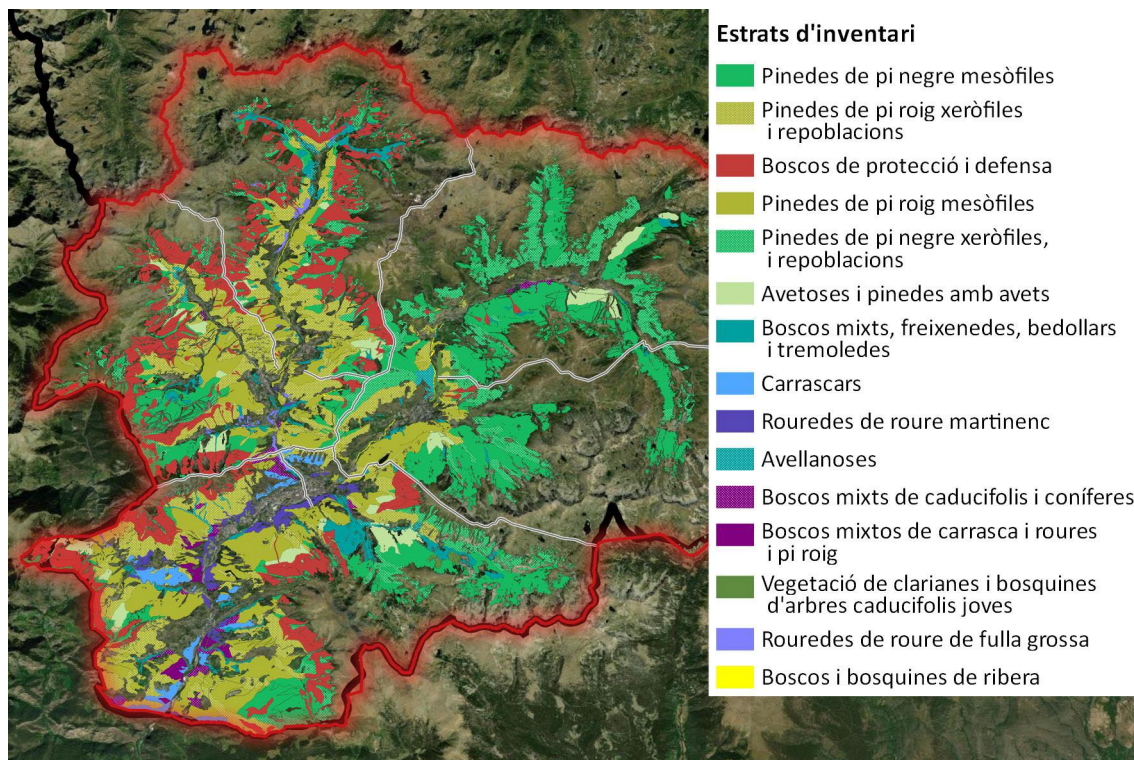 Estrats d'inventari
Pinedes de pi negre mesòfiles
Pinedes de pi roig xeròfiles
i repoblacions
Boscos de protecció i defensa
Pinedes de pi roig mesòfiles
Pinedes de pi negre xeròfiles,
i repoblacions
Avetoses i pinedes amb avets
Boscos mixts, freixenedes, bedollars
i tremoledes
Carrascars
Rouredes de roure martinenc
Avellanoses
Boscos mixts de caducifolis i coníferes
Boscos mixtos de carrasca i roures
i pi roig
Vegetació de clarianes i bosquines
d'arbres caducifolis joves
Rouredes de roure de fulla grossa
Boscos i bosquines de ribera